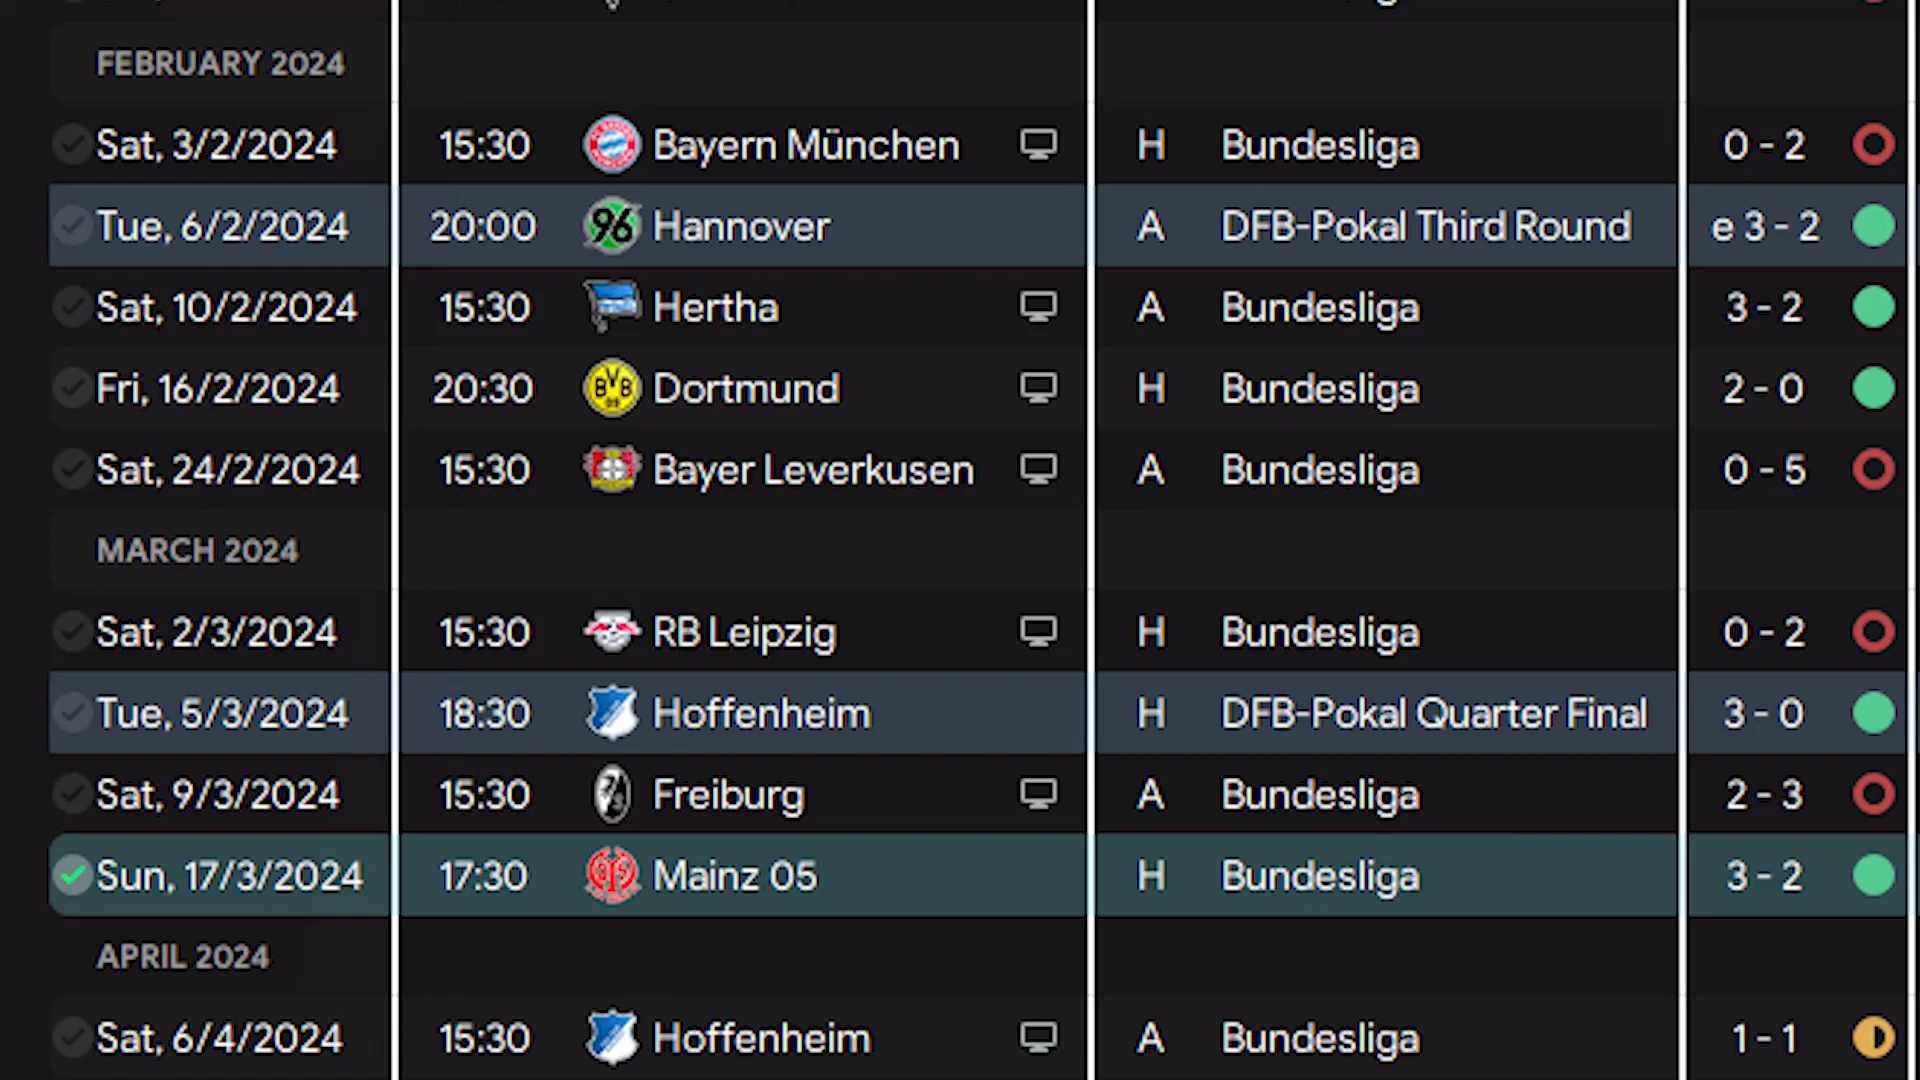 FEBRUARY 2024
Sat, 3/2/2024 15:30 Bayern München H Bundesliga 0 - 2
Tue, 6/2/2024 20:00 96 Hannover A DFB-Pokal Third Round e 3 - 2
Sat, 10/2/2024 15:30 Hertha A Bundesliga 3 - 2
Fri, 16/2/2024 20:30 BVB 09 Dortmund H Bundesliga 2 - 0
Sat, 24/2/2024 15:30 Bayer Leverkusen A Bundesliga 0 - 5
MARCH 2024
Sat, 2/3/2024 15:30 RB Leipzig H Bundesliga 0 - 2
Tue, 5/3/2024 18:30 Hoffenheim H DFB-Pokal Quarter Final 3 - 0
Sat, 9/3/2024 15:30 Freiburg A Bundesliga 2 - 3
Sun, 17/3/2024 17:30 Mainz 05 H Bundesliga 3 - 2
APRIL 2024
Sat, 6/4/2024 15:30 Hoffenheim A Bundesliga 1 - 1